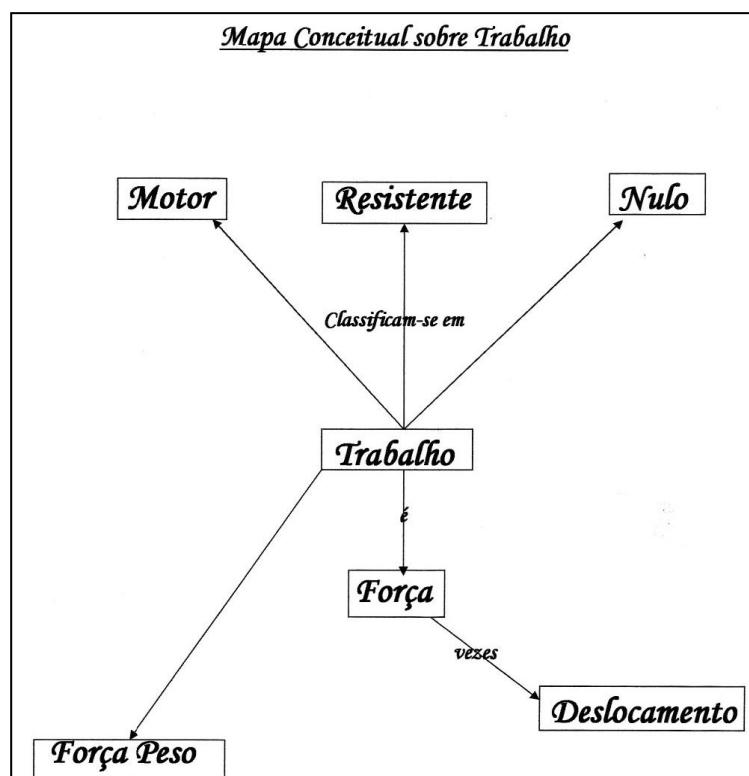 Mapa Conceitual sobre Trabalho
Motor
Resistente
Nulo
Classificam-se em
Trabalho
é
Força
vezes
Deslocamento
Força Peso